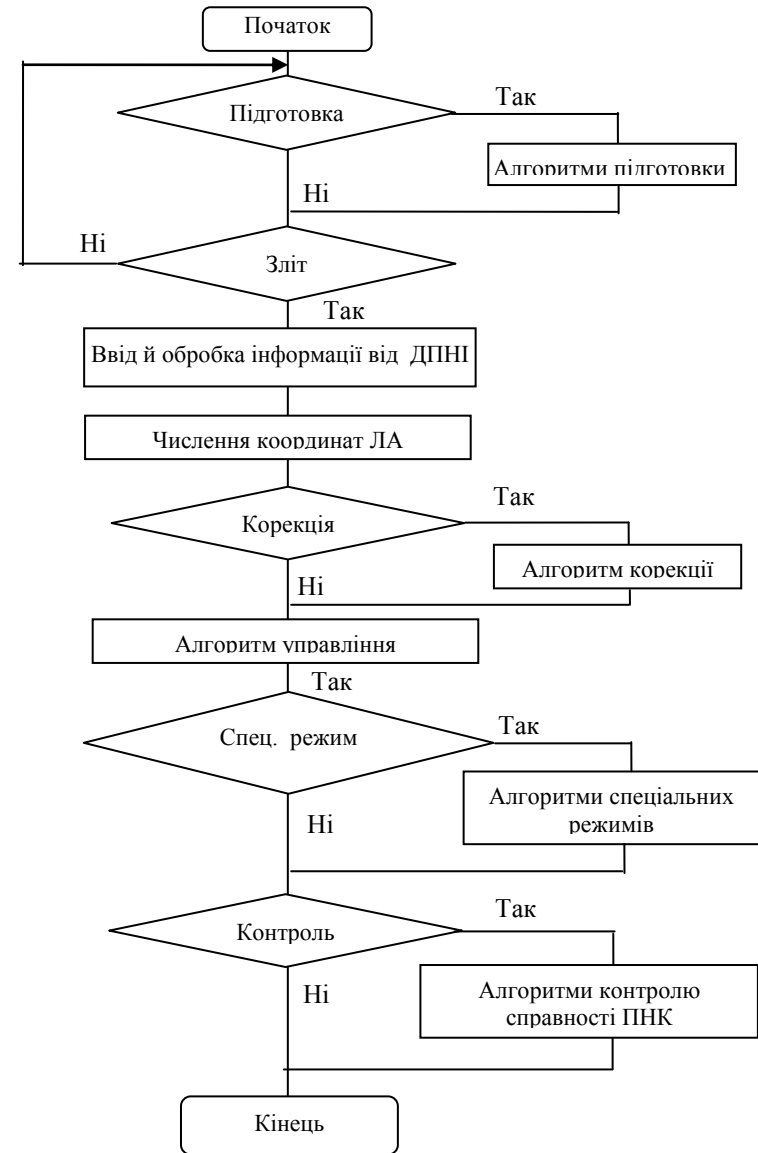 Початок
Підготовка
Так
Алгоритми підготовки
Ні
Ні
Зліт
Так
Ввід й обробка інформації від ДПНІ
Числення координат ЛА
Корекція
Так
Алгоритм корекції
Ні
Алгоритм управління
Так
Спец. режим
Так
Алгоритми спеціальних
режимів
Ні
Контроль
Так
Алгоритми контролю
справності ПНК
Ні
Кінець